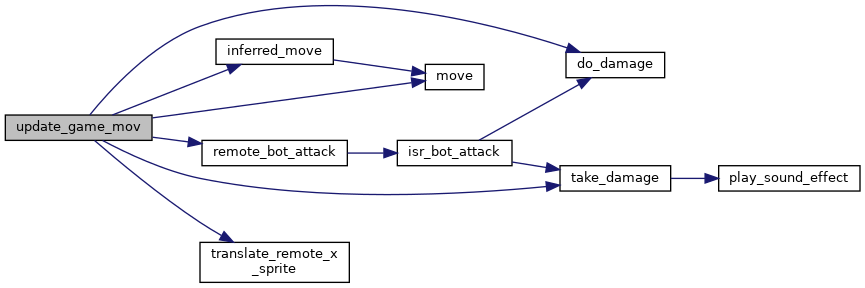 inferred_move
do_damage
move
update_game_mov
remote_bot_attack
isr_bot_attack
take_damage
play_sound_effect
translate_remote_x
_sprite